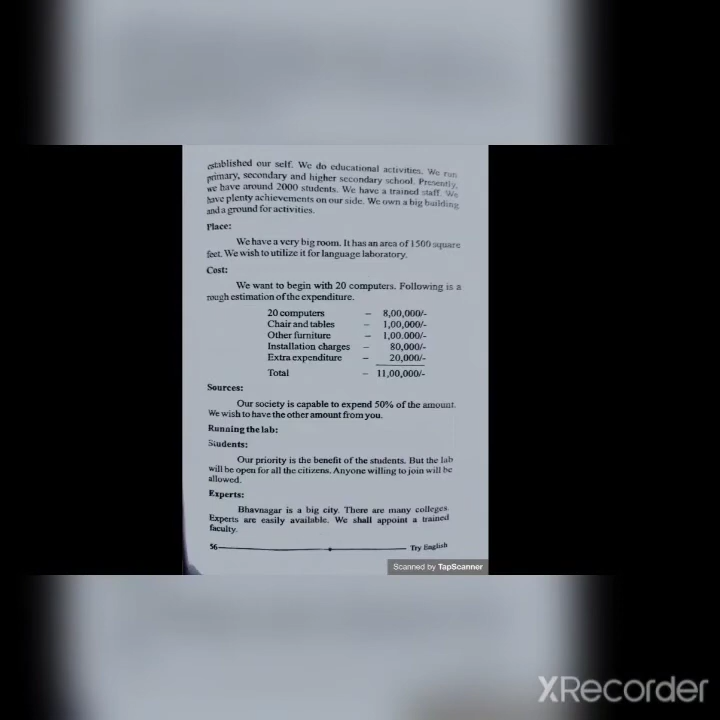 established our self. We do educational activities. We run
primary, secondary and higher secondary school. Presently,
we have around 2000 students. We have a trained staff. We
have plenty achievements on our side. We own a big building
and a ground for activities.
Place:
We have a very big room. It has an area of 1500 square
feet. We wish to utilize it for language laboratory.
Cost:
We want to begin with 20 computers. Following is a
rough estimation of the expenditure.
20 computers – 8,00,000/-
Chair and tables – 1,00,000/-
Other furniture – 1,00.000/-
Installation charges – 80,000/-
Extra expenditure – 20,000/-
Total – 11,00,000/-
Sources:
Our society is capable to expend 50% of the amount.
We wish to have the other amount from you.
Running the lab:
Students:
Our priority is the benefit of the students. But the lab
will be open for all the citizens. Anyone willing to join will be
allowed.
Experts:
Bhavnagar is a big city. There are many colleges.
Experts are easily available. We shall appoint a trained
faculty.
56 Try English
Scanned by TapScanner
XRecorder